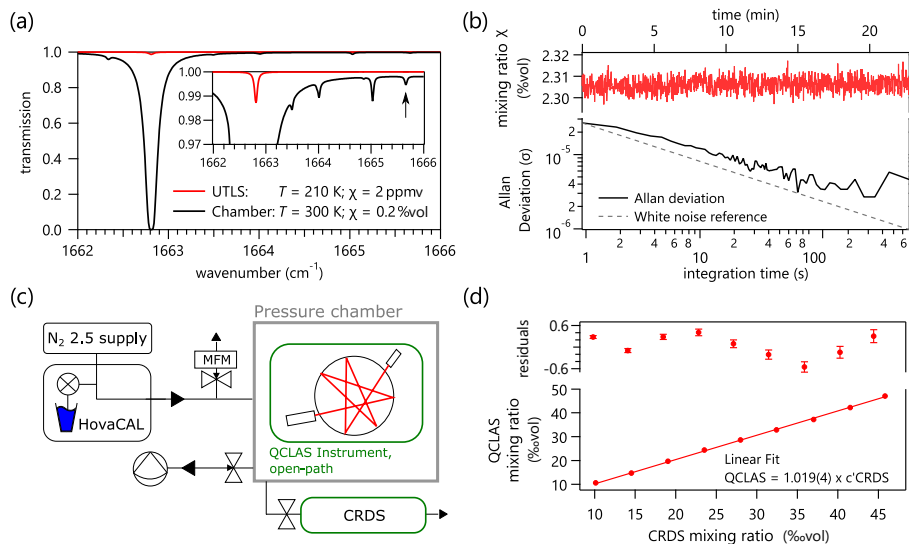 (a)
transmission
1.0
0.8
0.6
0.4
0.2
0.0
1.00
0.99
0.98
0.97
1662 1663 1664 1665 1666
UTLS: T = 210 K; χ = 2 ppmv
Chamber: T = 300 K; χ = 0.2 %vol
1662 1663 1664 1665 1666
wavenumber (cm⁻¹)
(b)
time (min)
0 5 10 15 20
mixing ratio χ
(%vol)
2.32
2.31
2.30
Allan
Deviation (σ)
10⁻⁵
6
4
2
10⁻⁶
Allan deviation
White noise reference
1 2 4 6 8 10 2 4 6 8 100 2 4 6
integration time (s)
(c)
N₂ 2.5 supply
HovaCAL
MFM
Pressure chamber
QCLAS Instrument,
open-path
CRDS
(d)
residuals
0.6
-0.6
QCLAS
mixing ratio
(‱vol)
50
40
30
20
10
Linear Fit
QCLAS = 1.019(4) x c'CRDS
10 15 20 25 30 35 40 45
CRDS mixing ratio (‱vol)